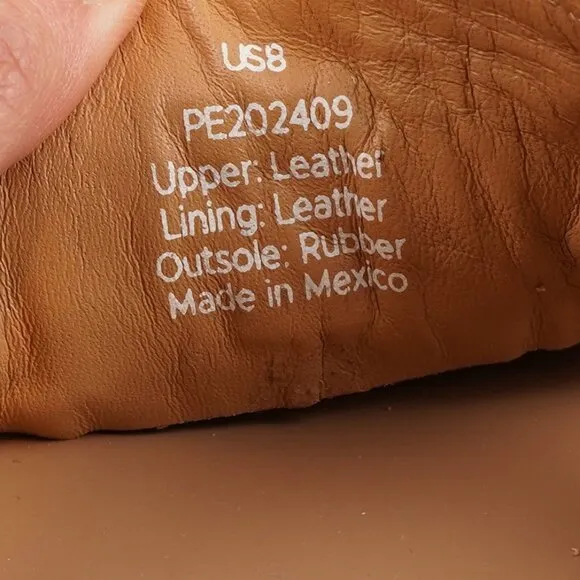 US8
PE202409
Upper: Leather
Lining: Leather
Outsole: Rubber
Made in Mexico